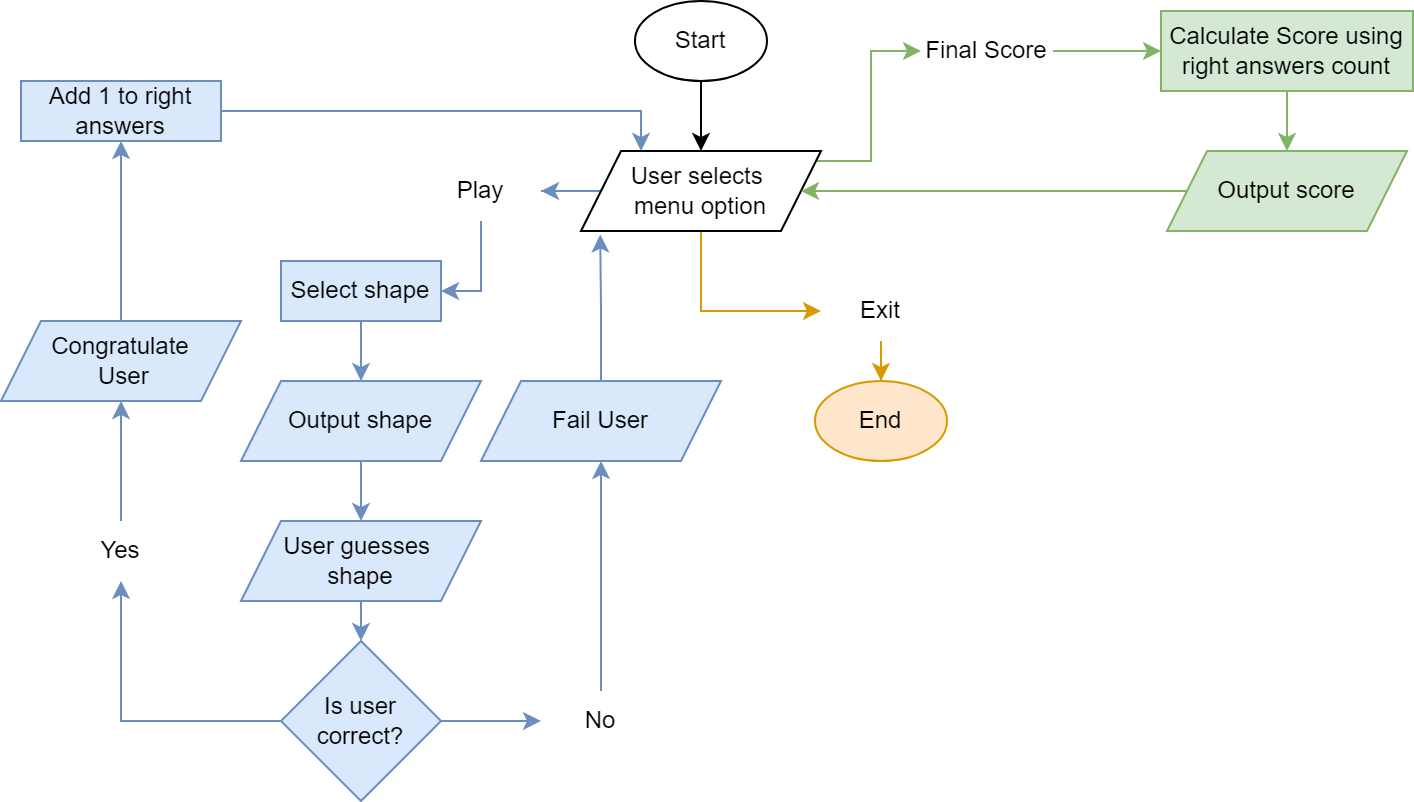 Start
Final Score
Calculate Score using
right answers count
Add 1 to right
answers
User selects
menu option
Play
Output score
Select shape
Exit
Congratulate
User
Output shape
Fail User
End
User guesses
shape
Yes
Is user
correct?
No